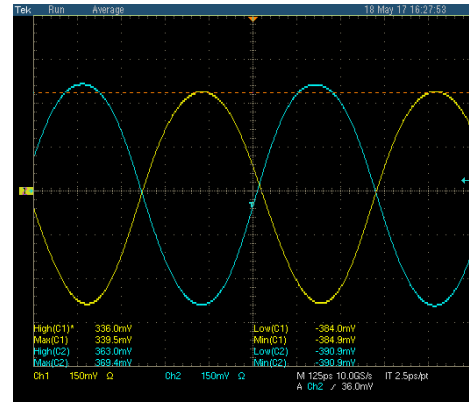 Tek Run Average 18 May 17 16:27:53
High(C1)* 336.0mV Low(C1) -384.0mV
Max(C1) 339.5mV Min(C1) -384.9mV
High(C2) 363.0mV Low(C2) -390.9mV
Max(C2) 369.4mV Min(C2) -390.9mV
Ch1 150mV Ω Ch2 150mV Ω M 125ps 10.0GS/s IT 2.5ps/pt
A Ch2 ∕ 36.0mV